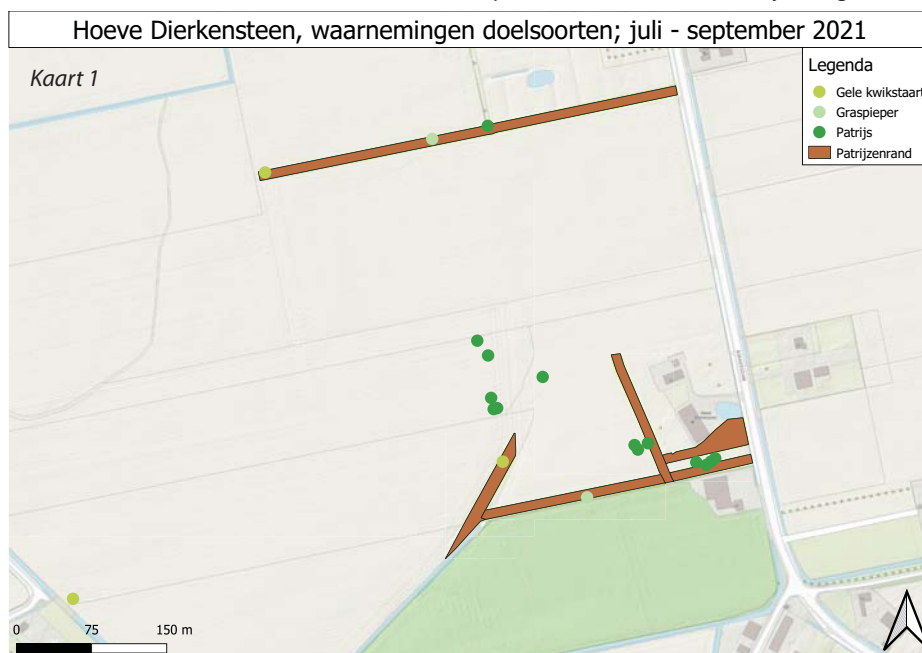 Hoeve Dierkensteen, waarnemingen doelsoorten; juli - september 2021
Kaart 1
Legenda
Gele kwikstaart
Graspieper
Patrijs
Patrijzenrand
0 75 150 m